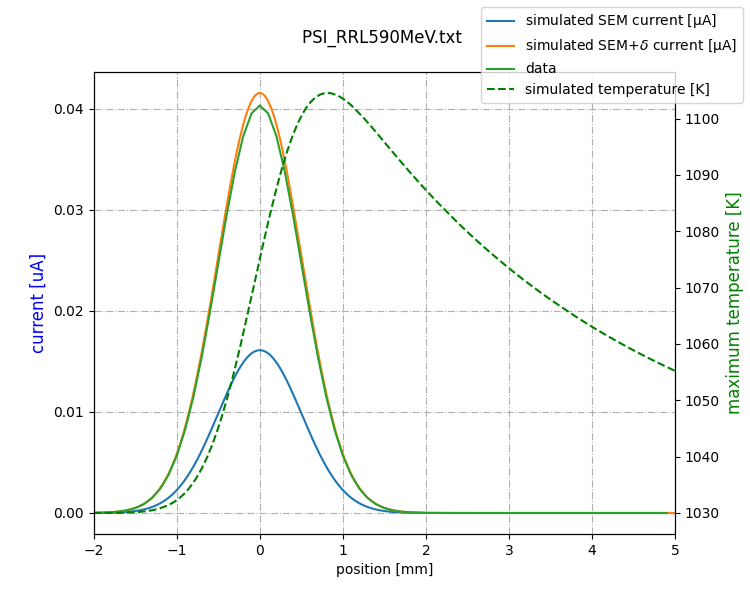 PSI_RRL590MeV.txt
simulated SEM current [μA]
simulated SEM+δ current [μA]
data
simulated temperature [K]
current [uA]
0.04
0.03
0.02
0.01
0.00
1100
1090
1080
1070
1060
1050
1040
1030
maximum temperature [K]
−2 −1 0 1 2 3 4 5
position [mm]